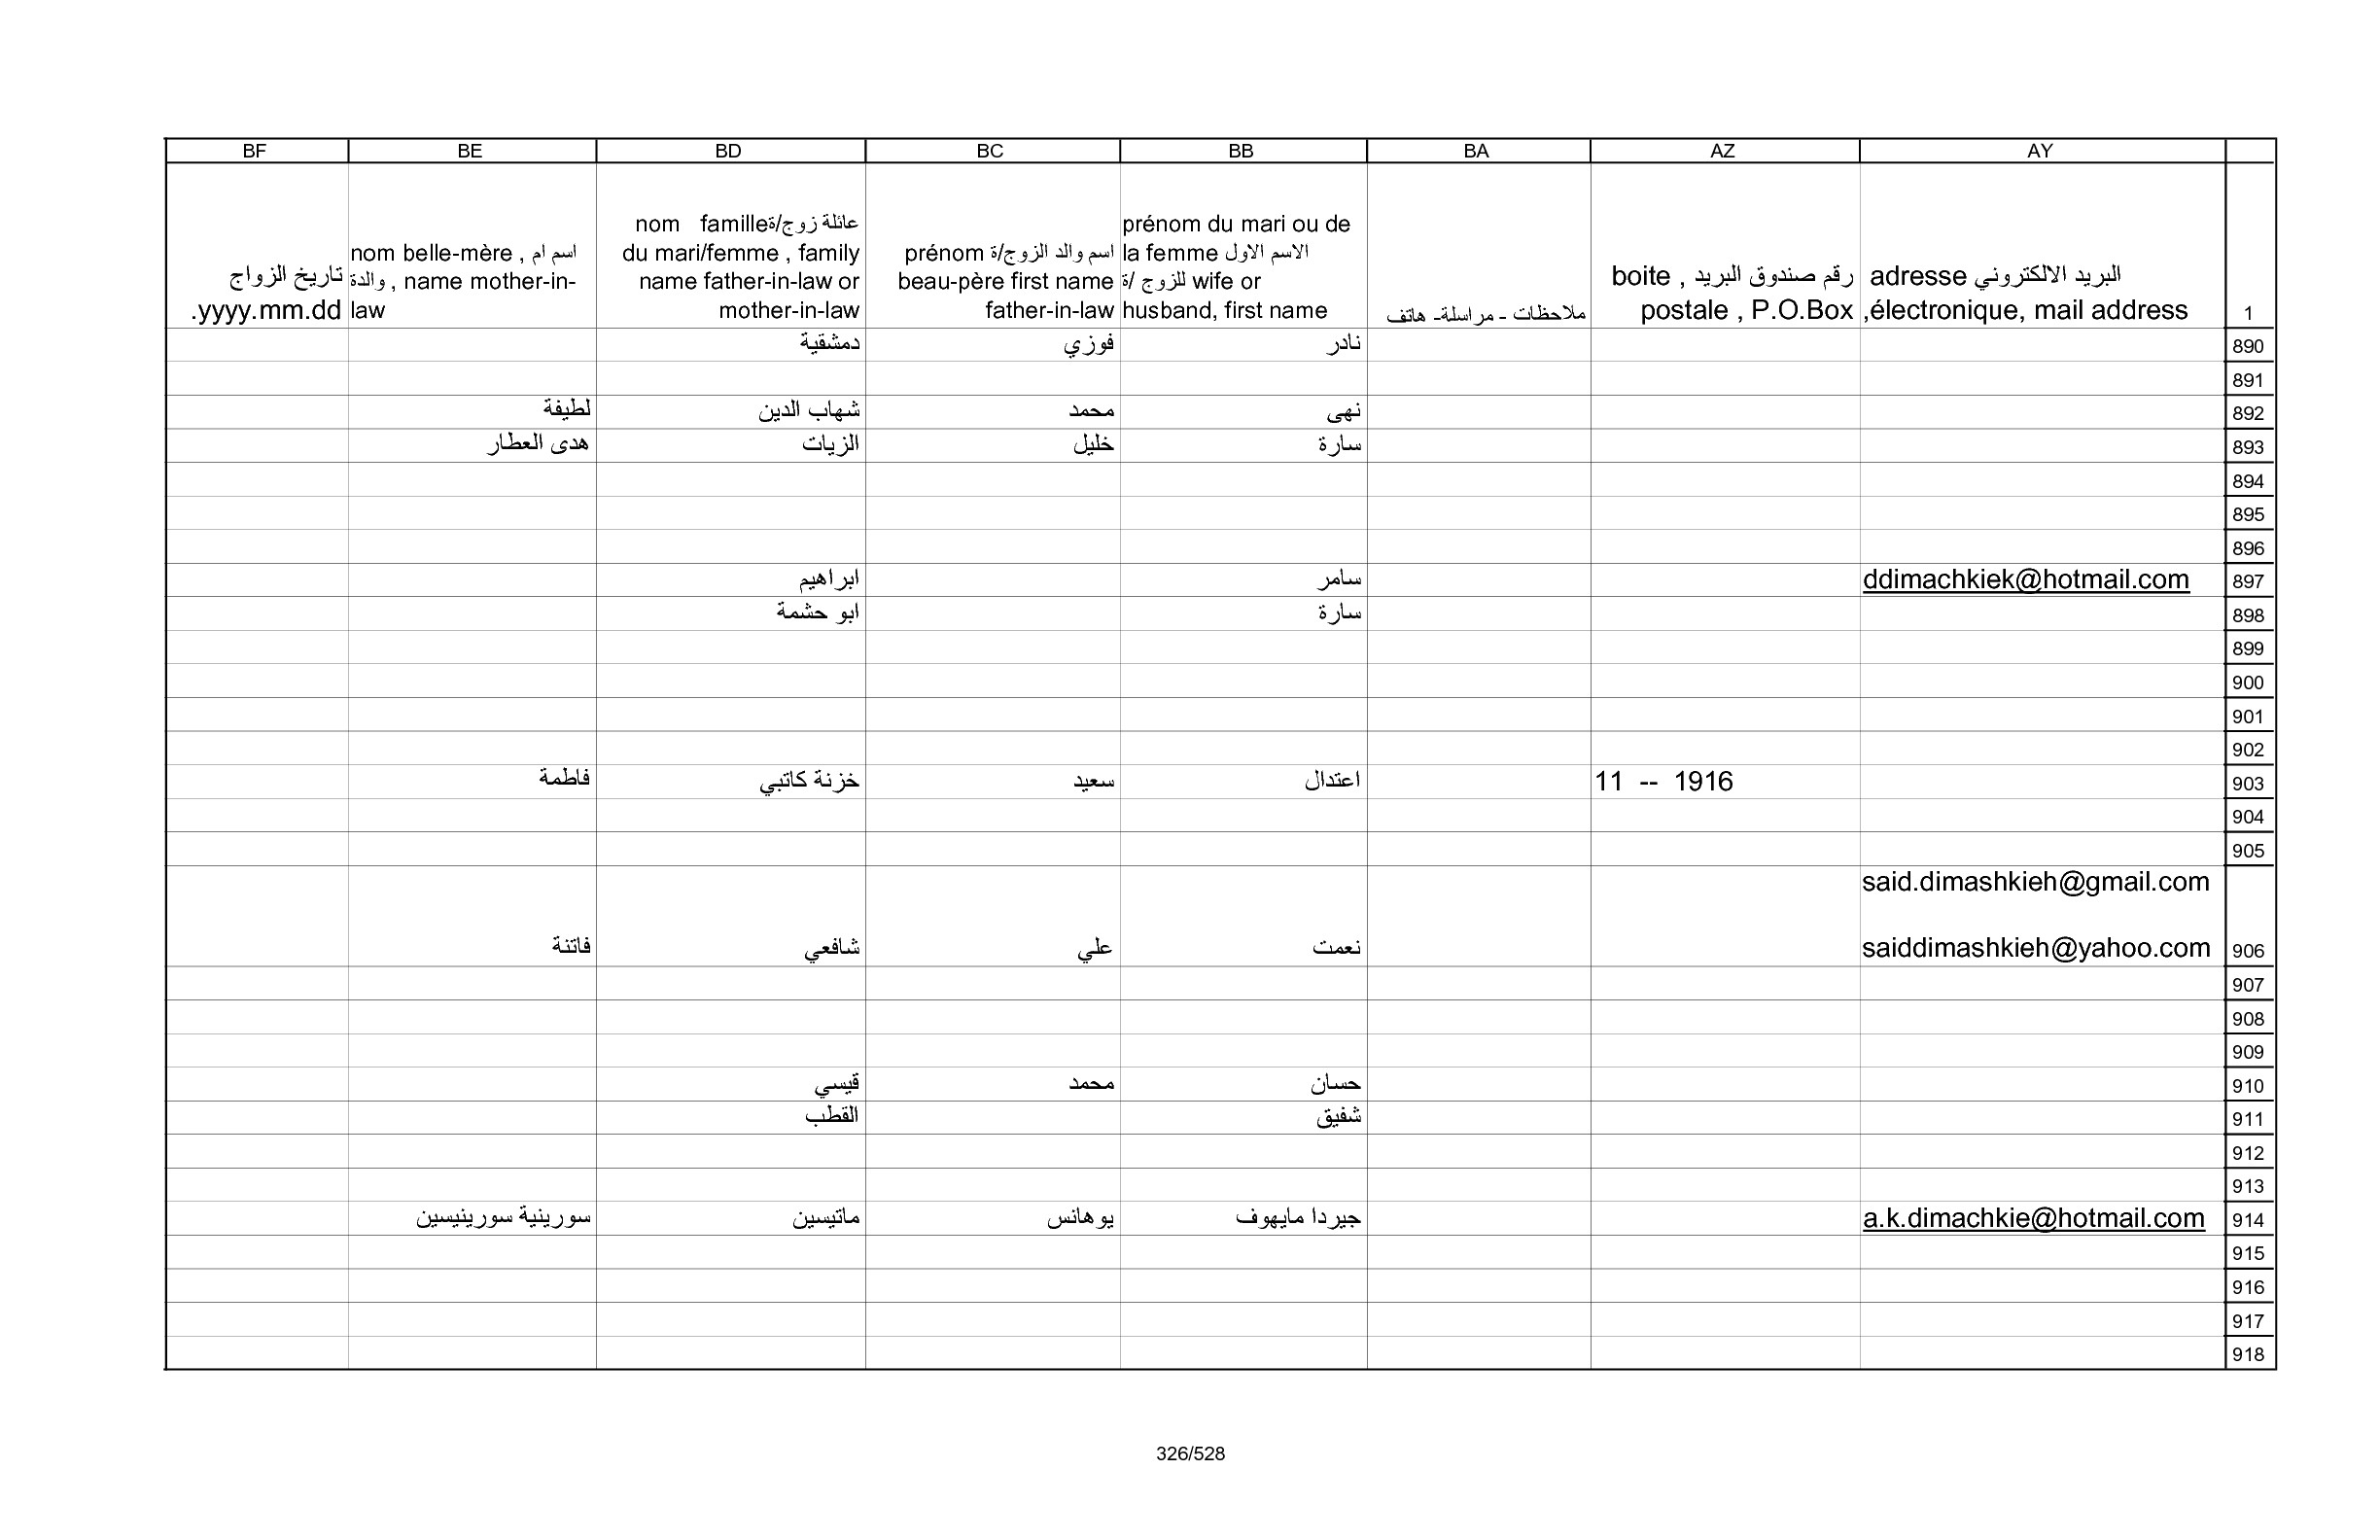 BF BE BD BC BB BA AZ AY
1
البريد الالكتروني adresse
électronique, mail address,
رقم صندوق البريد , boite
postale , P.O.Box
ملاحظات - مراسلة- هاتف
prénom du mari ou de
la femme الاسم الاول
للزوج /ة wife or
husband, first name
اسم والد الزوج/ة prénom
beau-père first name
father-in-law
عائلة زوج/ة nom famille
du mari/femme , family
name father-in-law or
mother-in-law
nom belle-mère , اسم ام
والدة , name mother-in-
law
تاريخ الزواج
yyyy.mm.dd.
890 نادر فوزي دمشقية
891
892 نهى محمد شهاب الدين لطيفة
893 سارة خليل الزيات هدى العطار
894
895
896
897 ddimachkiek@hotmail.com سامر ابراهيم
898 سارة ابو حشمة
899
900
901
902
903 11 -- 1916 اعتدال سعيد خزنة كاتبي فاطمة
904
905
said.dimashkieh@gmail.com
906 saiddimashkieh@yahoo.com نعمت علي شافعي فاتنة
907
908
909
910 حسان محمد قيسي
911 شفيق القطب
912
913
914 a.k.dimachkie@hotmail.com جيردا مايهوف يوهانس ماتيسين سورينية سورينيسين
915
916
917
918
326/528